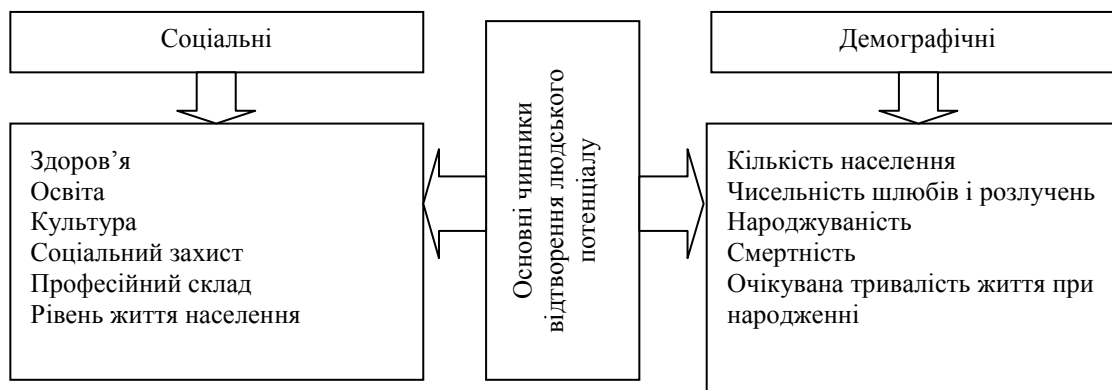 Соціальні
Здоров’я
Освіта
Культура
Соціальний захист
Професійний склад
Рівень життя населення
Основні чинники
відтворення людського
потенціалу
Демографічні
Кількість населення
Чисельність шлюбів і розлучень
Народжуваність
Смертність
Очікувана тривалість життя при
народженні